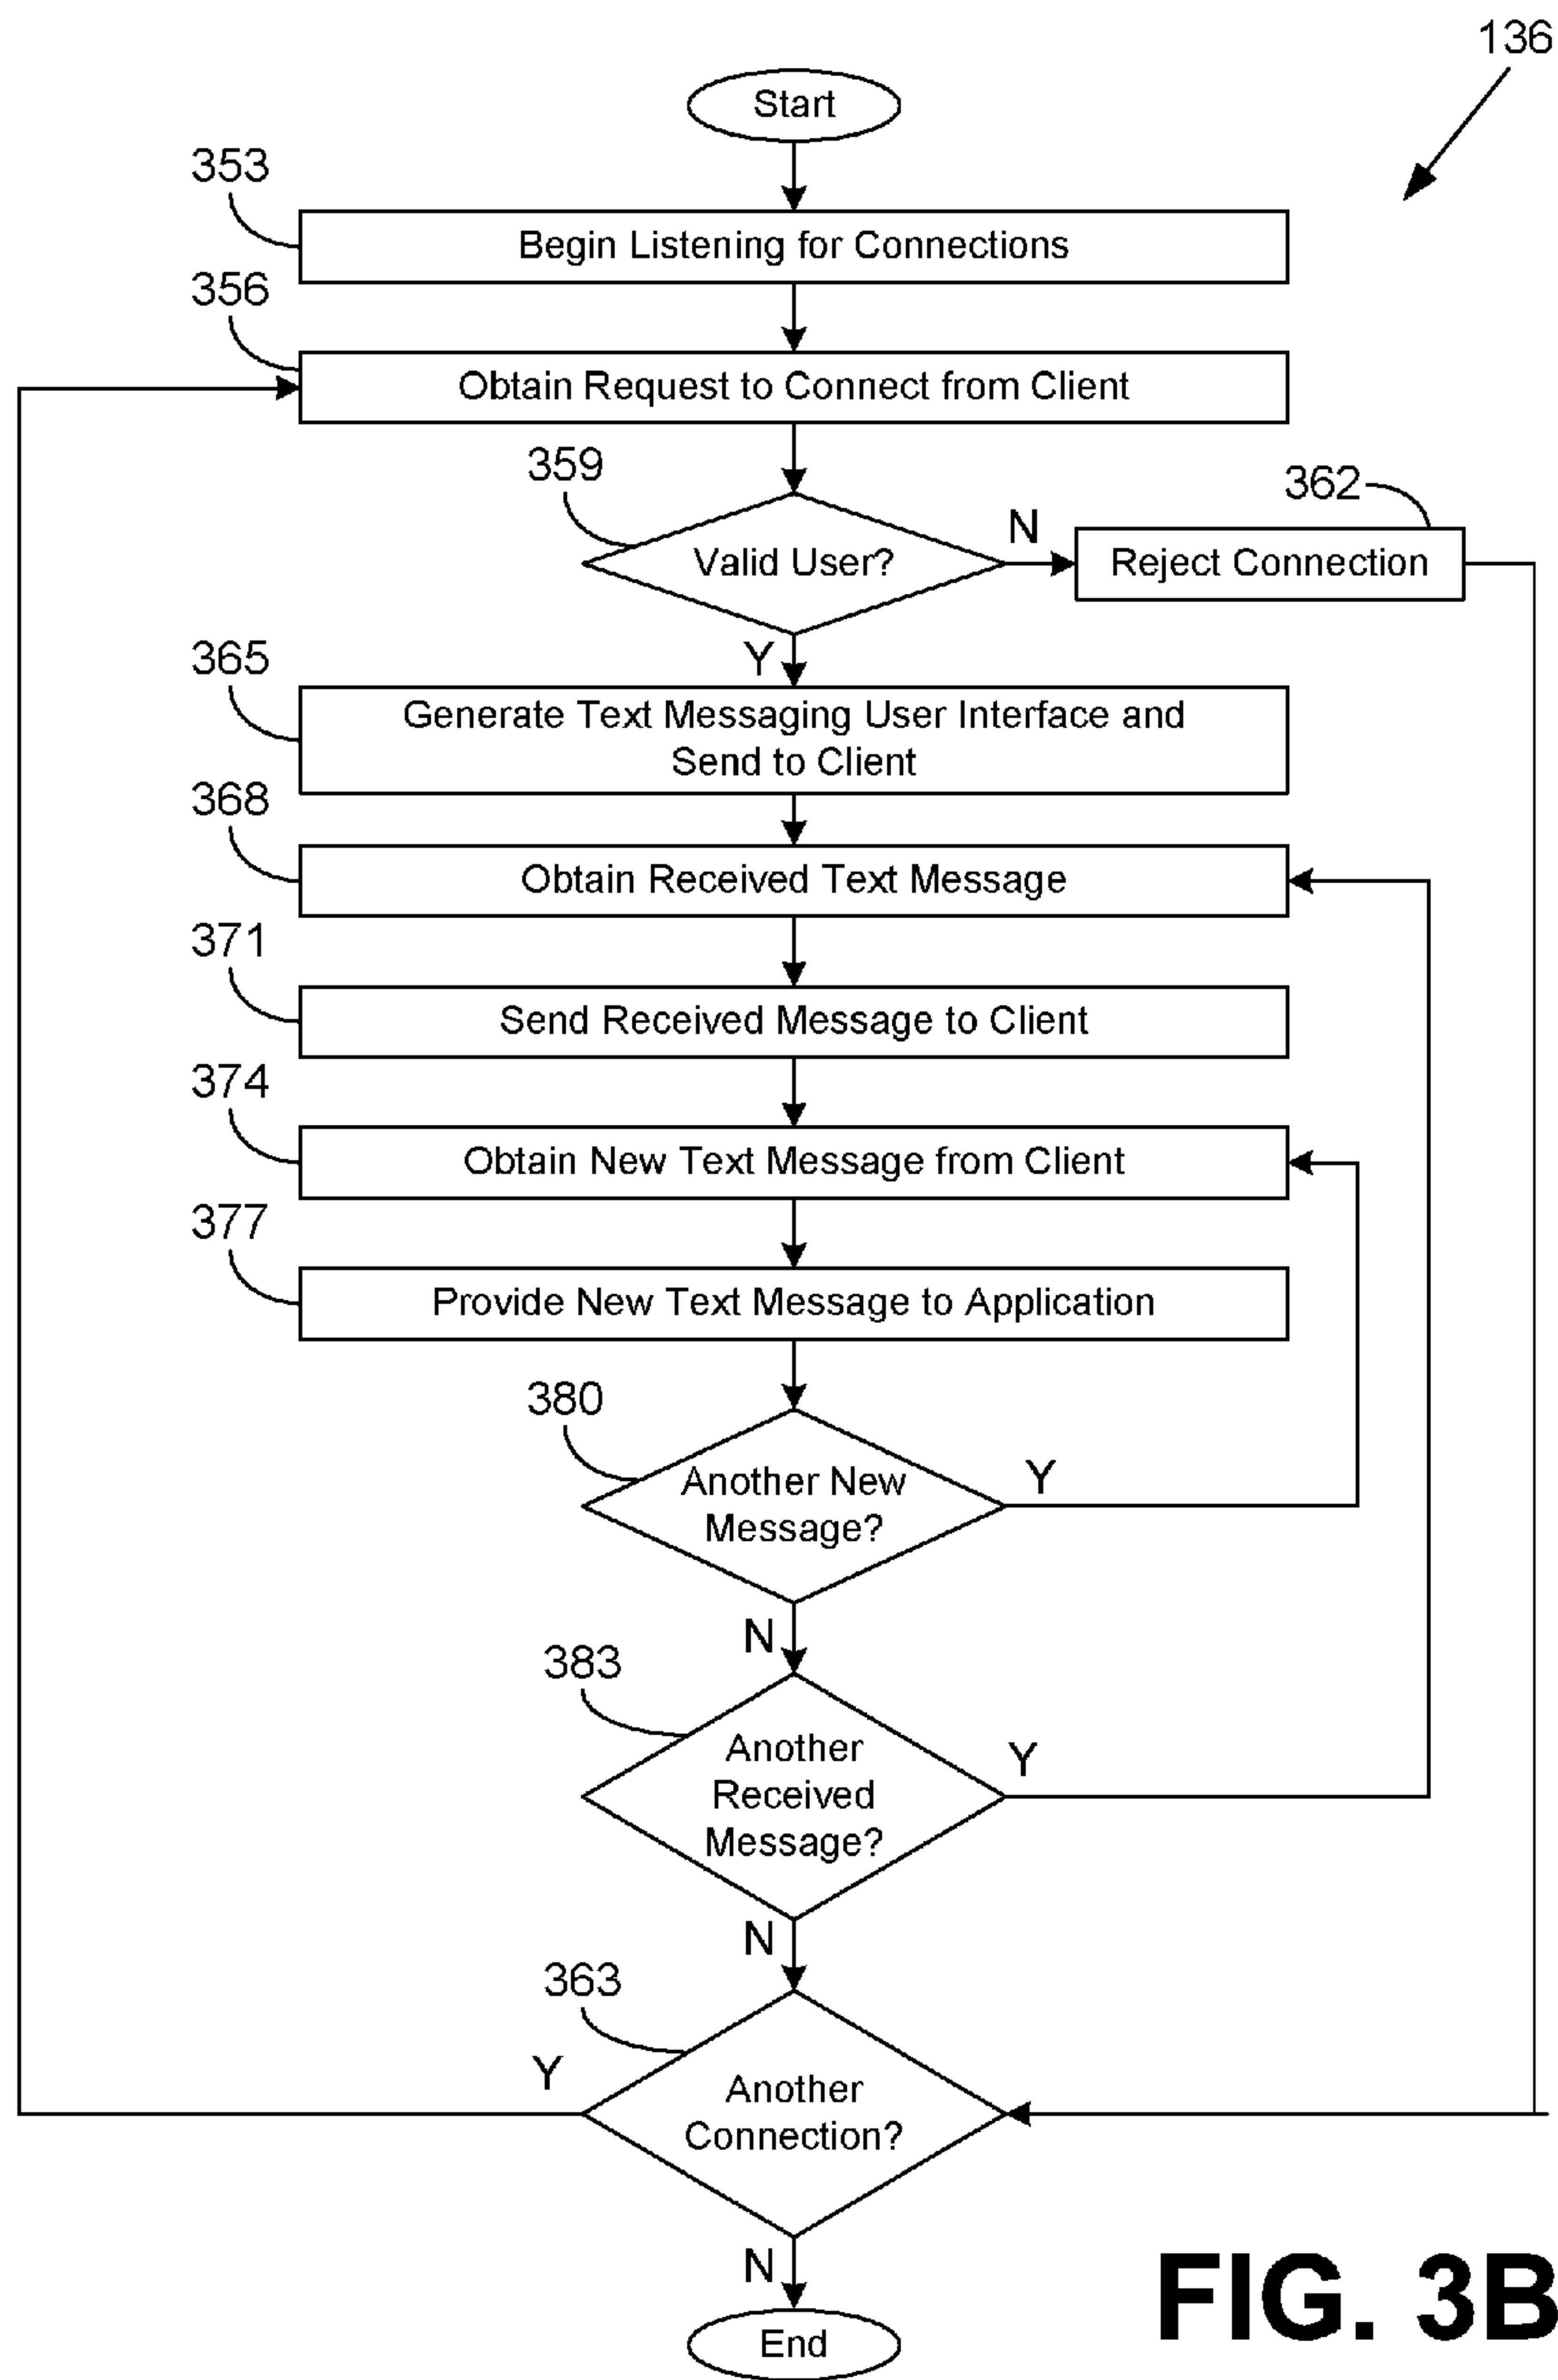 136
Start
353
Begin Listening for Connections
356
Obtain Request to Connect from Client
359
Valid User?
N
362
Reject Connection
Y
365
Generate Text Messaging User Interface and
Send to Client
368
Obtain Received Text Message
371
Send Received Message to Client
374
Obtain New Text Message from Client
377
Provide New Text Message to Application
380
Another New
Message?
Y
N
383
Another
Received
Message?
Y
N
363
Another
Connection?
Y
N
End
FIG. 3B